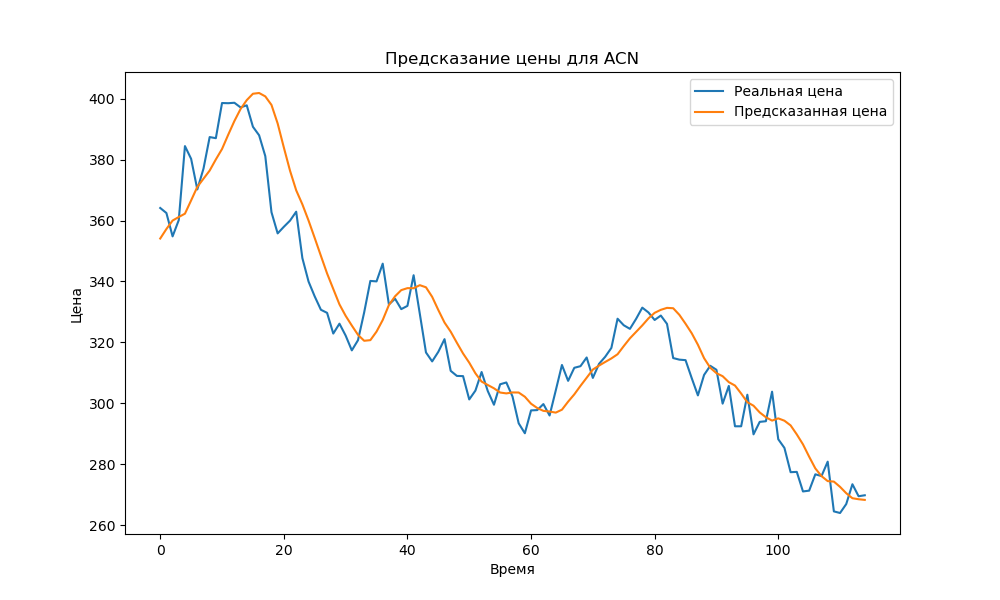 Предсказание цены для ACN
Реальная цена
Предсказанная цена
Цена
400
380
360
340
320
300
280
260
0 20 40 60 80 100
Время